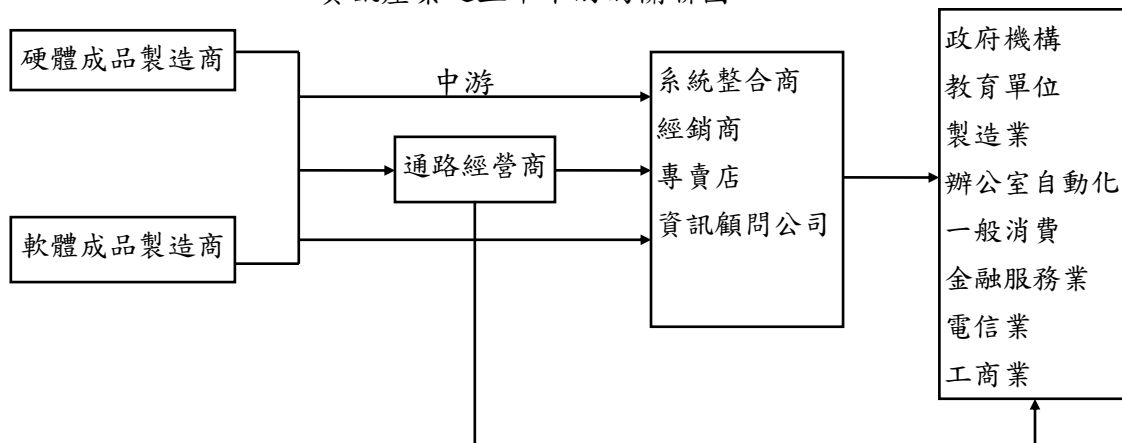 硬體成品製造商
軟體成品製造商
中游
通路經營商
系統整合商
經銷商
專賣店
資訊顧問公司
政府機構
教育單位
製造業
辦公室自動化
一般消費
金融服務業
電信業
工商業